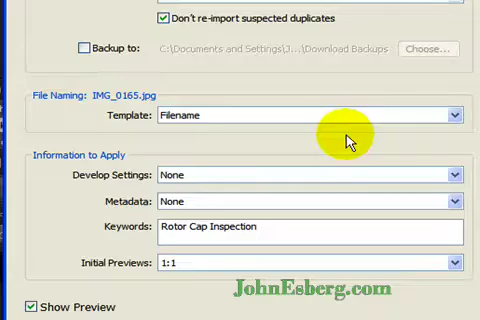 Don't re-import suspected duplicates
Backup to: C:\Documents and Settings\J...\Download Backups Choose...
File Naming: IMG_0165.jpg
Template: Filename
Information to Apply
Develop Settings: None
Metadata: None
Keywords: Rotor Cap Inspection
Initial Previews: 1:1
JohnEsberg.com
Show Preview